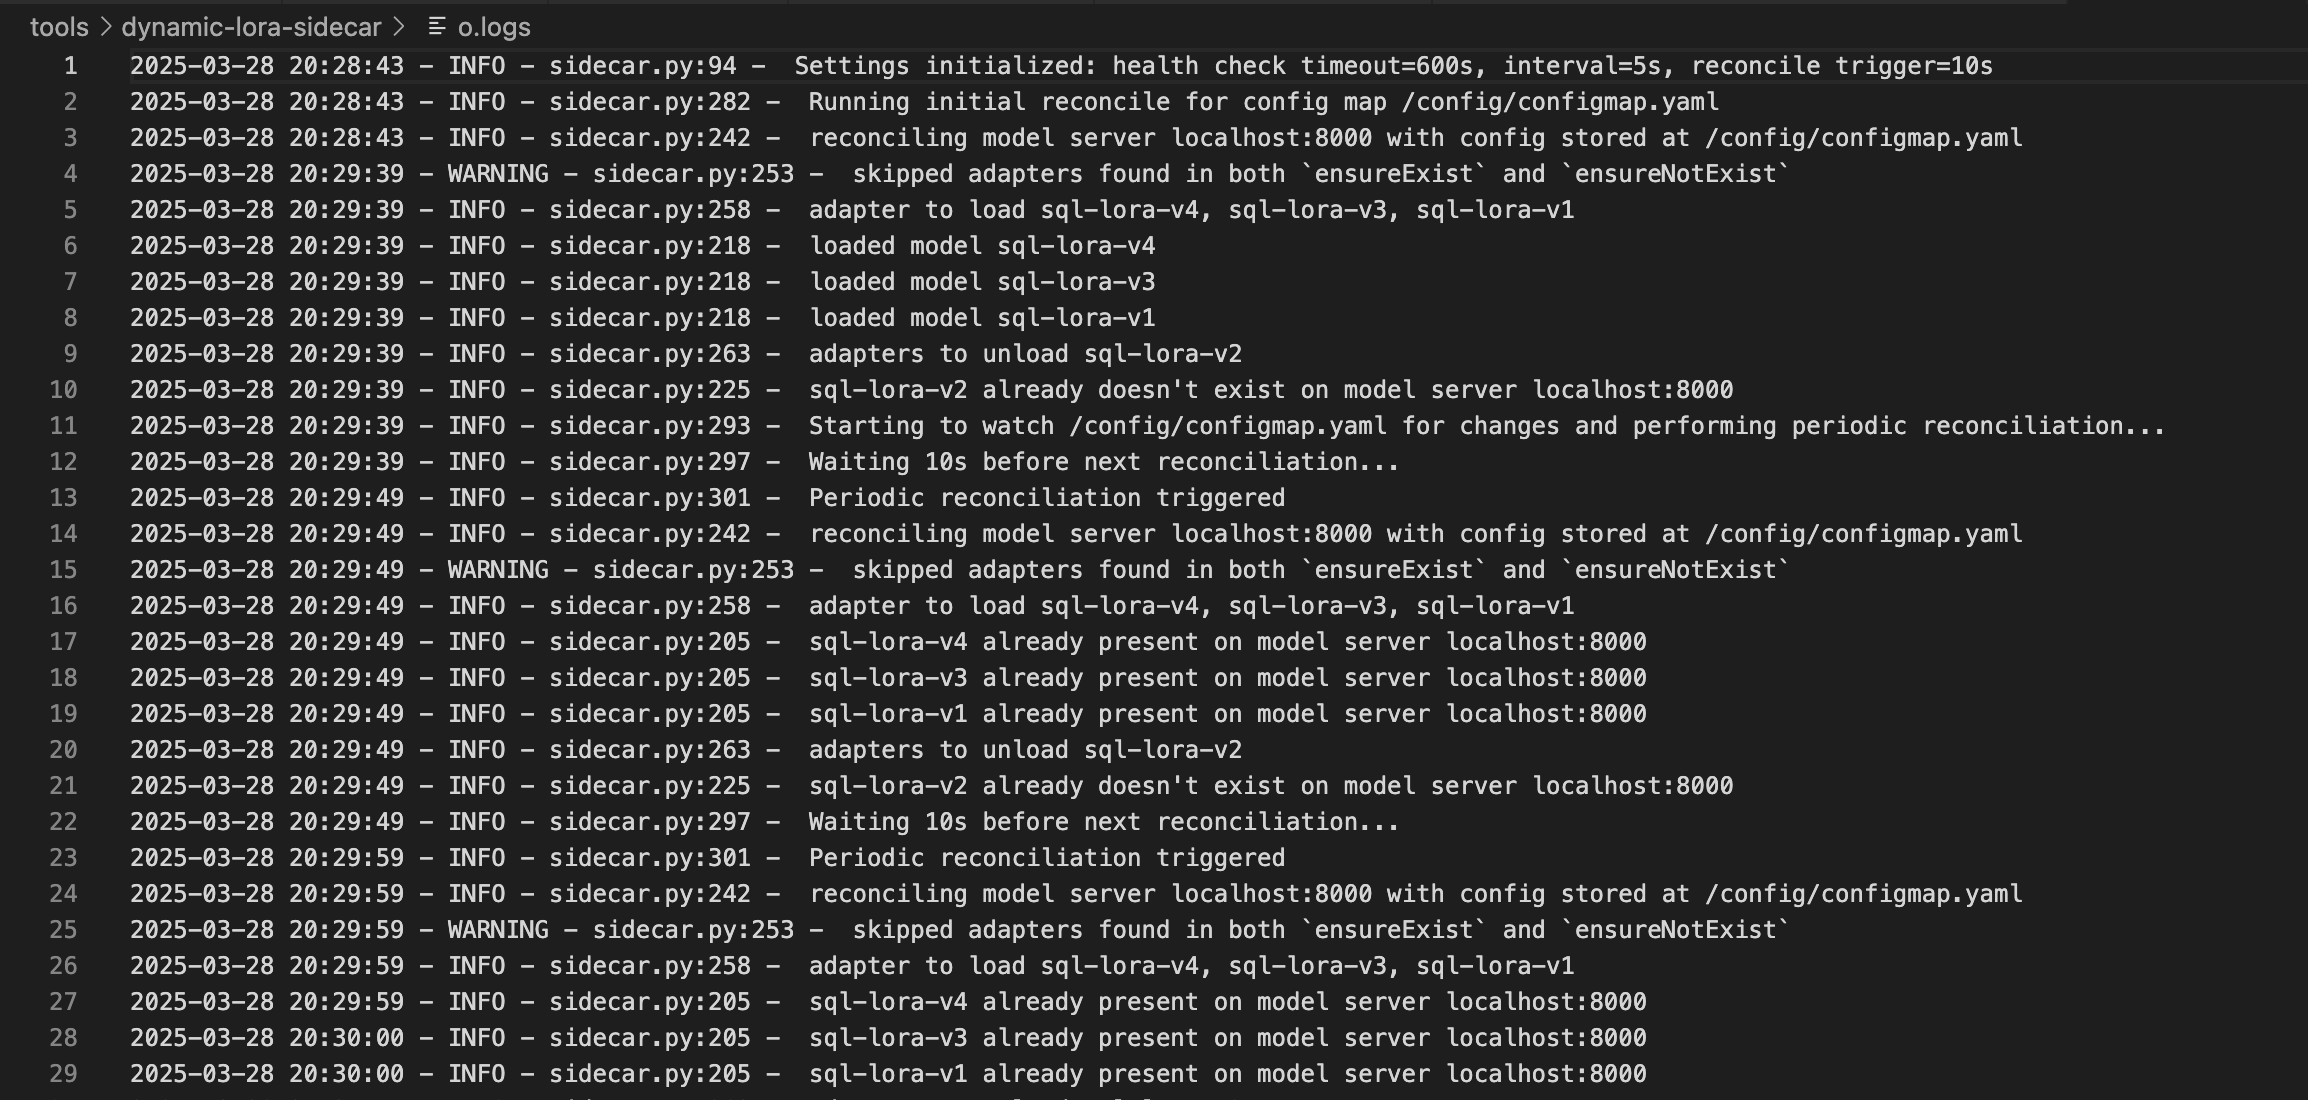 tools > dynamic-lora-sidecar > o.logs
1 2025-03-28 20:28:43 - INFO - sidecar.py:94 -  Settings initialized: health check timeout=600s, interval=5s, reconcile trigger=10s
2 2025-03-28 20:28:43 - INFO - sidecar.py:282 -  Running initial reconcile for config map /config/configmap.yaml
3 2025-03-28 20:28:43 - INFO - sidecar.py:242 -  reconciling model server localhost:8000 with config stored at /config/configmap.yaml
4 2025-03-28 20:29:39 - WARNING - sidecar.py:253 -  skipped adapters found in both `ensureExist` and `ensureNotExist`
5 2025-03-28 20:29:39 - INFO - sidecar.py:258 -  adapter to load sql-lora-v4, sql-lora-v3, sql-lora-v1
6 2025-03-28 20:29:39 - INFO - sidecar.py:218 -  loaded model sql-lora-v4
7 2025-03-28 20:29:39 - INFO - sidecar.py:218 -  loaded model sql-lora-v3
8 2025-03-28 20:29:39 - INFO - sidecar.py:218 -  loaded model sql-lora-v1
9 2025-03-28 20:29:39 - INFO - sidecar.py:263 -  adapters to unload sql-lora-v2
10 2025-03-28 20:29:39 - INFO - sidecar.py:225 -  sql-lora-v2 already doesn't exist on model server localhost:8000
11 2025-03-28 20:29:39 - INFO - sidecar.py:293 -  Starting to watch /config/configmap.yaml for changes and performing periodic reconciliation...
12 2025-03-28 20:29:39 - INFO - sidecar.py:297 -  Waiting 10s before next reconciliation...
13 2025-03-28 20:29:49 - INFO - sidecar.py:301 -  Periodic reconciliation triggered
14 2025-03-28 20:29:49 - INFO - sidecar.py:242 -  reconciling model server localhost:8000 with config stored at /config/configmap.yaml
15 2025-03-28 20:29:49 - WARNING - sidecar.py:253 -  skipped adapters found in both `ensureExist` and `ensureNotExist`
16 2025-03-28 20:29:49 - INFO - sidecar.py:258 -  adapter to load sql-lora-v4, sql-lora-v3, sql-lora-v1
17 2025-03-28 20:29:49 - INFO - sidecar.py:205 -  sql-lora-v4 already present on model server localhost:8000
18 2025-03-28 20:29:49 - INFO - sidecar.py:205 -  sql-lora-v3 already present on model server localhost:8000
19 2025-03-28 20:29:49 - INFO - sidecar.py:205 -  sql-lora-v1 already present on model server localhost:8000
20 2025-03-28 20:29:49 - INFO - sidecar.py:263 -  adapters to unload sql-lora-v2
21 2025-03-28 20:29:49 - INFO - sidecar.py:225 -  sql-lora-v2 already doesn't exist on model server localhost:8000
22 2025-03-28 20:29:49 - INFO - sidecar.py:297 -  Waiting 10s before next reconciliation...
23 2025-03-28 20:29:59 - INFO - sidecar.py:301 -  Periodic reconciliation triggered
24 2025-03-28 20:29:59 - INFO - sidecar.py:242 -  reconciling model server localhost:8000 with config stored at /config/configmap.yaml
25 2025-03-28 20:29:59 - WARNING - sidecar.py:253 -  skipped adapters found in both `ensureExist` and `ensureNotExist`
26 2025-03-28 20:29:59 - INFO - sidecar.py:258 -  adapter to load sql-lora-v4, sql-lora-v3, sql-lora-v1
27 2025-03-28 20:29:59 - INFO - sidecar.py:205 -  sql-lora-v4 already present on model server localhost:8000
28 2025-03-28 20:30:00 - INFO - sidecar.py:205 -  sql-lora-v3 already present on model server localhost:8000
29 2025-03-28 20:30:00 - INFO - sidecar.py:205 -  sql-lora-v1 already present on model server localhost:8000